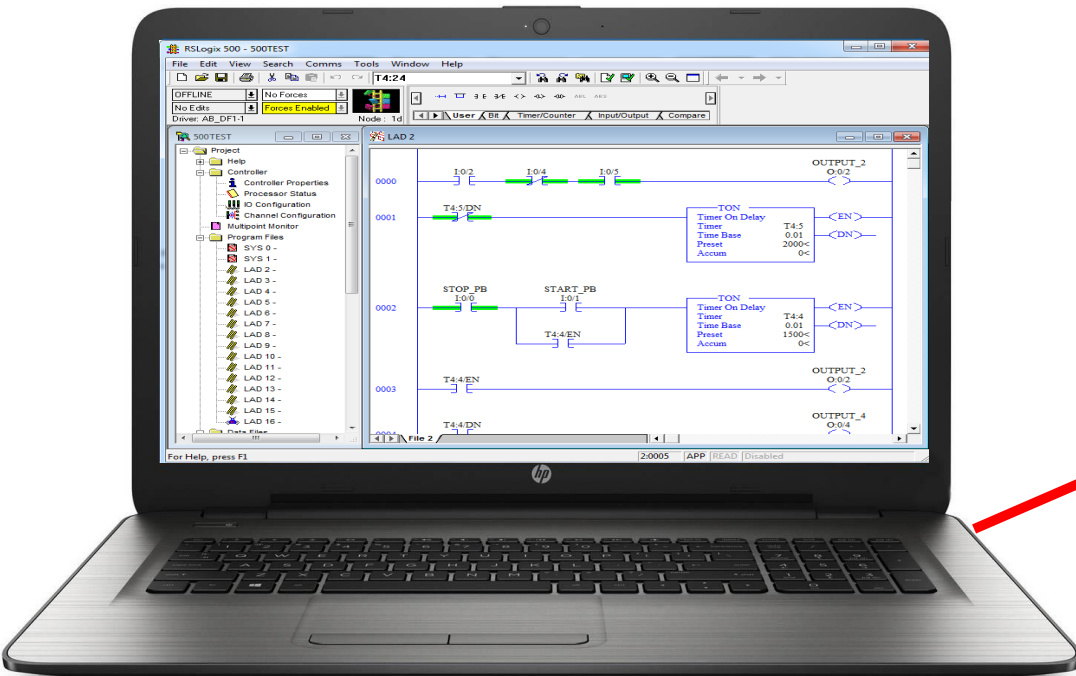 RSLogix 500 - 500TEST
File Edit View Search Comms Tools Window Help
T4:24
OFFLINE No Forces
No Edits Forces Enabled
Driver: AB_DF1-1 Node : 1d
User Bit Timer/Counter Input/Output Compare
500TEST
Project
Help
Controller
Controller Properties
Processor Status
IO Configuration
Channel Configuration
Multipoint Monitor
Program Files
SYS 0 -
SYS 1 -
LAD 2 -
LAD 3 -
LAD 4 -
LAD 5 -
LAD 6 -
LAD 7 -
LAD 8 -
LAD 9 -
LAD 10 -
LAD 11 -
LAD 12 -
LAD 13 -
LAD 14 -
LAD 15 -
LAD 16 -
Data Files
LAD 2
OUTPUT_2
0000 I:0/2 I:0/4 I:0/5 O:0/2
T4:5/DN
0001
TON
Timer On Delay EN
Timer T4:5
Time Base 0.01 DN
Preset 2000<
Accum 0<
STOP_PB START_PB
I:0/0 I:0/1
0002
T4:4/EN
TON
Timer On Delay EN
Timer T4:4
Time Base 0.01 DN
Preset 1500<
Accum 0<
OUTPUT_2
T4:4/EN O:0/2
0003
OUTPUT_4
T4:4/DN O:0/4
0004
File 2
For Help, press F1 2:0005 APP READ Disabled
hp